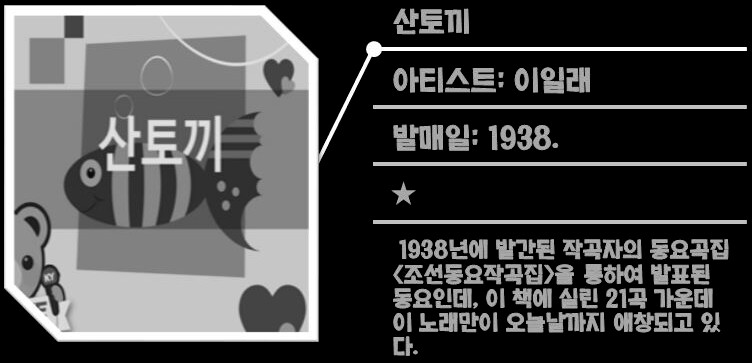 산토끼
산토끼
아티스트: 이일래
발매일: 1938.
★
1938년에 발간된 작곡자의 동요곡집
<조선동요작곡집>을 통하여 발표된
동요인데, 이 책에 실린 21곡 가운데
이 노래만이 오늘날까지 애창되고 있
다.
KY